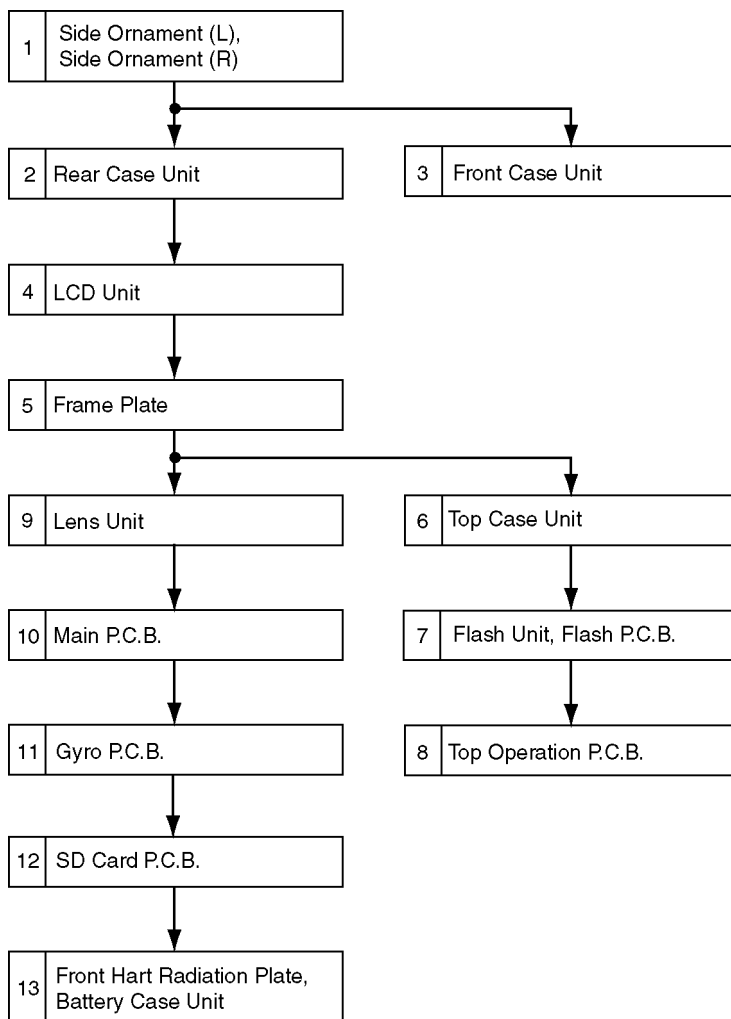 1 Side Ornament (L),
Side Ornament (R)
2 Rear Case Unit
3 Front Case Unit
4 LCD Unit
5 Frame Plate
9 Lens Unit
6 Top Case Unit
10 Main P.C.B.
7 Flash Unit, Flash P.C.B.
11 Gyro P.C.B.
8 Top Operation P.C.B.
12 SD Card P.C.B.
13 Front Hart Radiation Plate,
Battery Case Unit